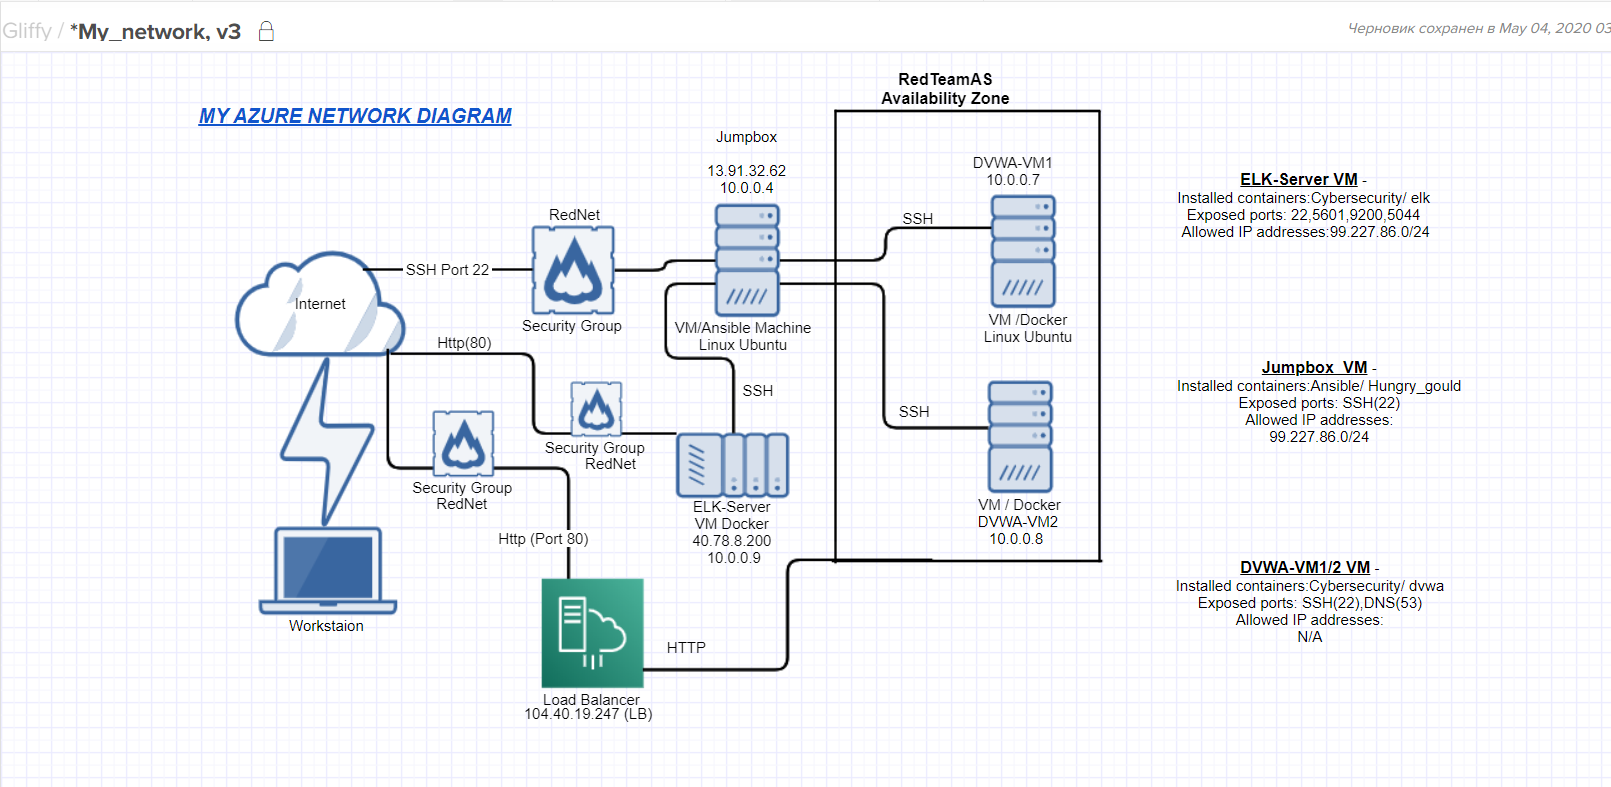 Gliffy / *My_network, v3
Черновик сохранен в May 04, 2020 03
MY AZURE NETWORK DIAGRAM
RedTeamAS
Availability Zone
Jumpbox
13.91.32.62
10.0.0.4
DVWA-VM1
10.0.0.7
RedNet
SSH
SSH Port 22
Internet
Security Group
VM/Ansible Machine
Linux Ubuntu
VM /Docker
Linux Ubuntu
Http(80)
SSH
SSH
Security Group
RedNet
Security Group
RedNet
ELK-Server
VM Docker
40.78.8.200
10.0.0.9
VM / Docker
DVWA-VM2
10.0.0.8
Http (Port 80)
Workstaion
HTTP
Load Balancer
104.40.19.247 (LB)
ELK-Server VM -
Installed containers:Cybersecurity/ elk
Exposed ports: 22,5601,9200,5044
Allowed IP addresses:99.227.86.0/24
Jumpbox  VM -
Installed containers:Ansible/ Hungry_gould
Exposed ports: SSH(22)
Allowed IP addresses:
99.227.86.0/24
DVWA-VM1/2 VM -
Installed containers:Cybersecurity/ dvwa
Exposed ports: SSH(22),DNS(53)
Allowed IP addresses:
N/A